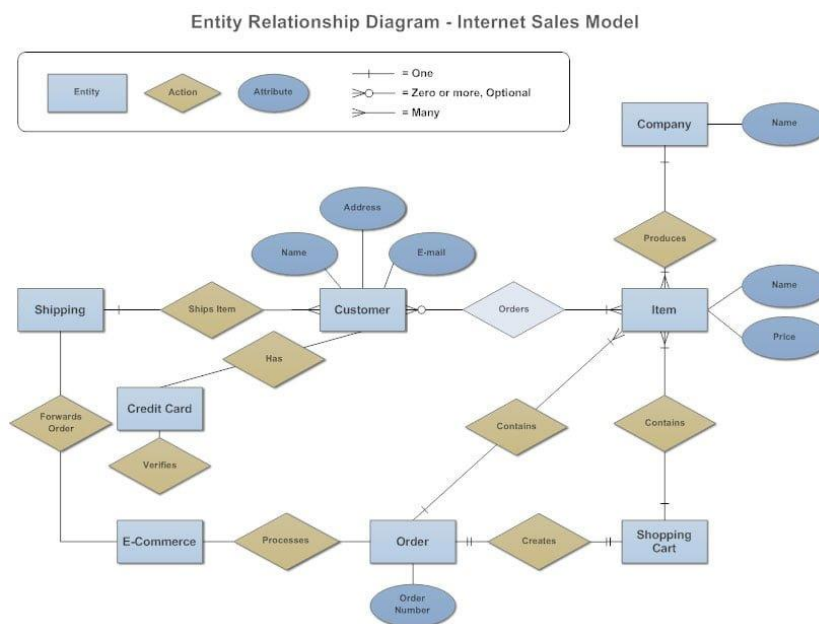 Entity Relationship Diagram - Internet Sales Model
Entity
Action
Attribute
= One
= Zero or more, Optional
= Many
Company
Name
Address
Name
E-mail
Produces
Shipping
Ships Item
Customer
Orders
Item
Name
Price
Has
Credit Card
Forwards
Order
Verifies
Contains
Contains
E-Commerce
Processes
Order
Creates
Shopping
Cart
Order
Number